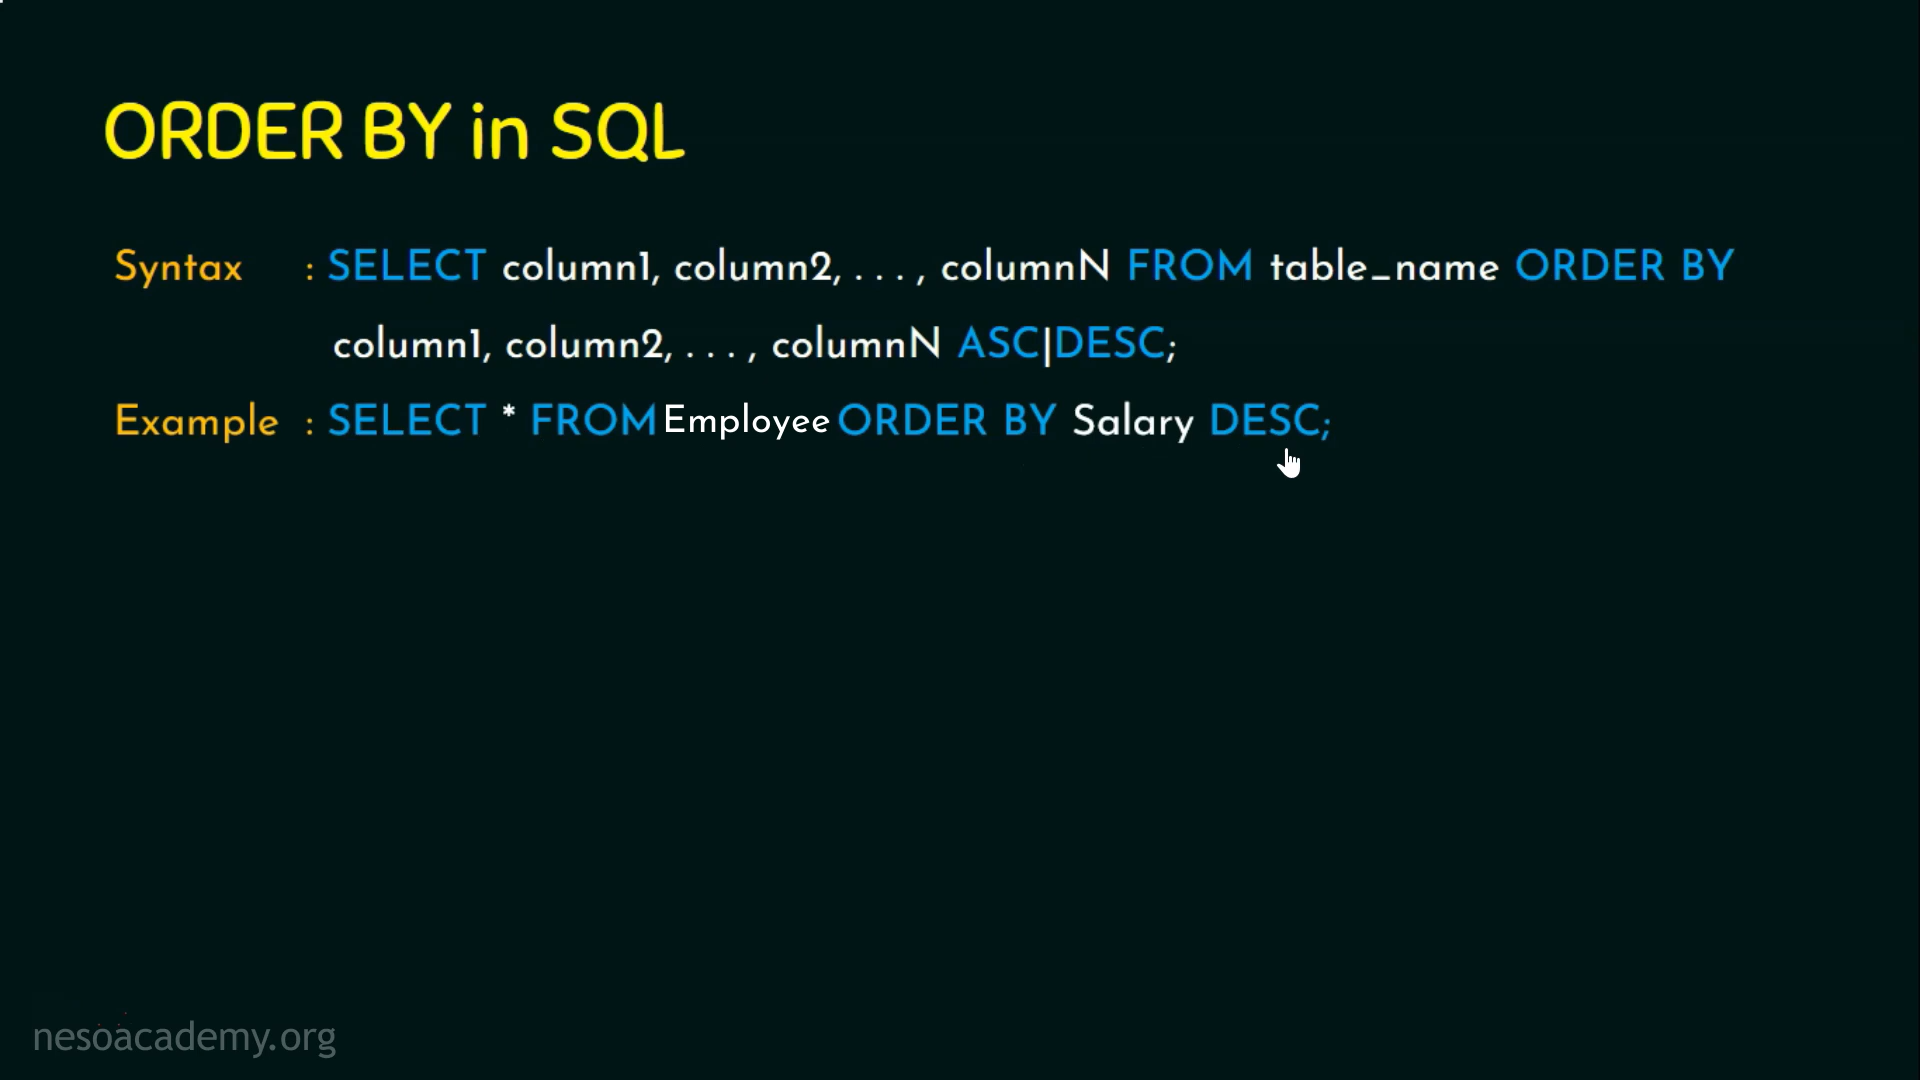 ORDER BY in SQL
Syntax : SELECT column1, column2, . . . , columnN FROM table_name ORDER BY
column1, column2, . . . , columnN ASC|DESC;
Example : SELECT * FROM Employee ORDER BY Salary DESC;
nesoacademy.org